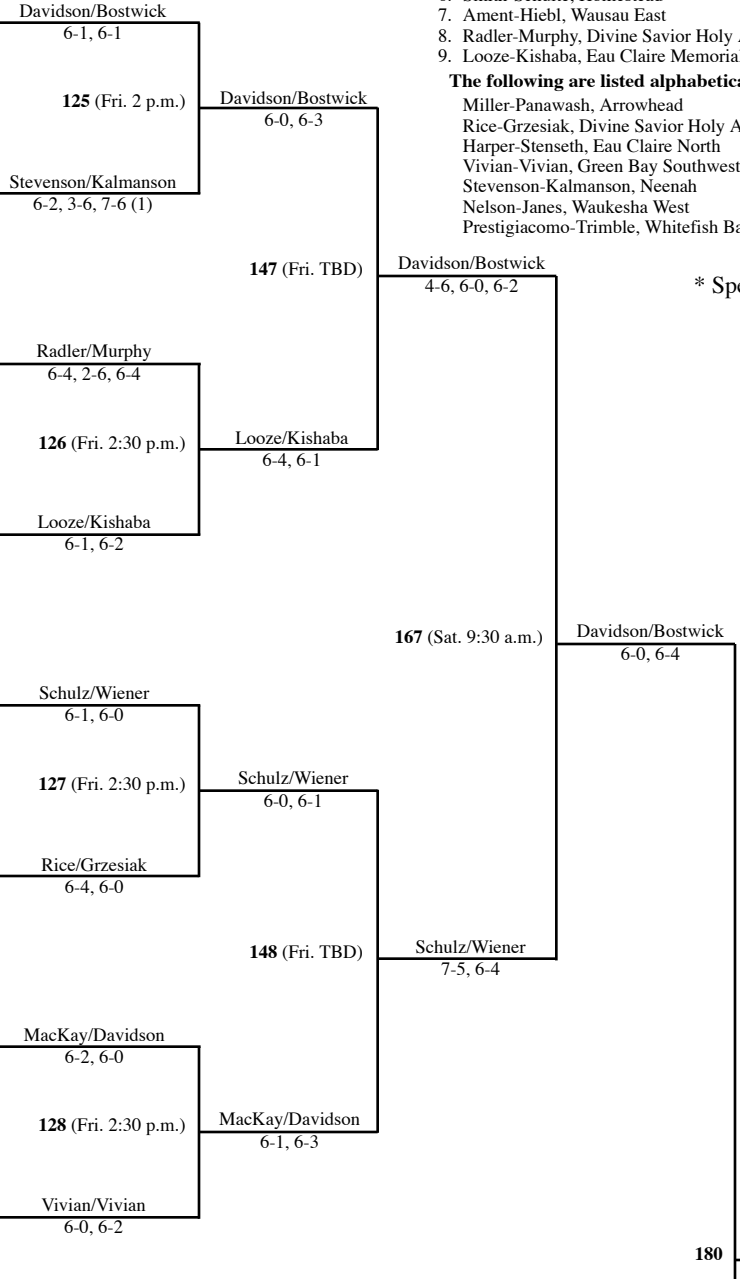 Davidson/Bostwick
6-1, 6-1
125 (Fri. 2 p.m.)
Davidson/Bostwick
6-0, 6-3
Stevenson/Kalmanson
6-2, 3-6, 7-6 (1)
147 (Fri. TBD)
Davidson/Bostwick
4-6, 6-0, 6-2
Radler/Murphy
6-4, 2-6, 6-4
126 (Fri. 2:30 p.m.)
Looze/Kishaba
6-4, 6-1
Looze/Kishaba
6-1, 6-2
167 (Sat. 9:30 a.m.)
Davidson/Bostwick
6-0, 6-4
Schulz/Wiener
6-1, 6-0
127 (Fri. 2:30 p.m.)
Schulz/Wiener
6-0, 6-1
Rice/Grzesiak
6-4, 6-0
148 (Fri. TBD)
Schulz/Wiener
7-5, 6-4
MacKay/Davidson
6-2, 6-0
128 (Fri. 2:30 p.m.)
MacKay/Davidson
6-1, 6-3
Vivian/Vivian
6-0, 6-2
180
7. Ament-Hiebl, Wausau East
8. Radler-Murphy, Divine Savior Holy
9. Looze-Kishaba, Eau Claire Memorial
The following are listed
Miller-Panawash, Arrowhead
Rice-Grzesiak, Divine Savior Holy
Harper-Stenseth, Eau Claire North
Vivian-Vivian, Green Bay Southwest
Stevenson-Kalmanson, Neenah
Nelson-Janes, Waukesha West
Prestigiacomo-Trimble, Whitefish
*